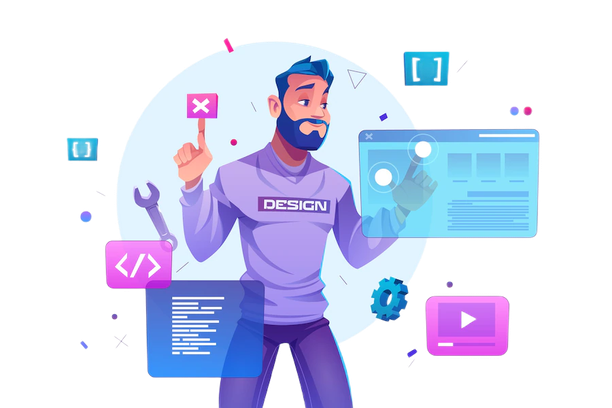 [ ]
{ }
DESIGN
</>